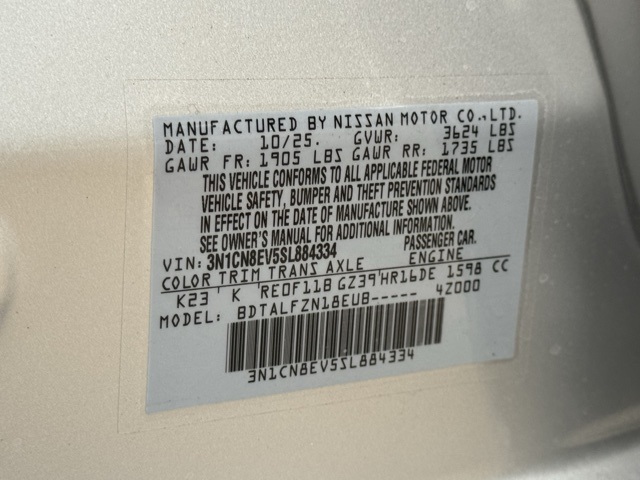 MANUFACTURED BY NISSAN MOTOR CO.,LTD.
DATE: 10/25. GVWR: 3624 LBS
GAWR FR: 1905 LBS GAWR RR: 1735 LBS
THIS VEHICLE CONFORMS TO ALL APPLICABLE FEDERAL MOTOR
VEHICLE SAFETY, BUMPER AND THEFT PREVENTION STANDARDS
IN EFFECT ON THE DATE OF MANUFACTURE SHOWN ABOVE.
SEE OWNER'S MANUAL FOR ADDITIONAL INFORMATION.
VIN: 3N1CN8EV5SL884334 PASSENGER CAR.
COLOR TRIM TRANS AXLE ENGINE
K23 K RE0F11B GZ39 HR16DE 1598 CC
MODEL: BDTALFZN18EUB----- 4Z000
3N1CN8EV5SL884334